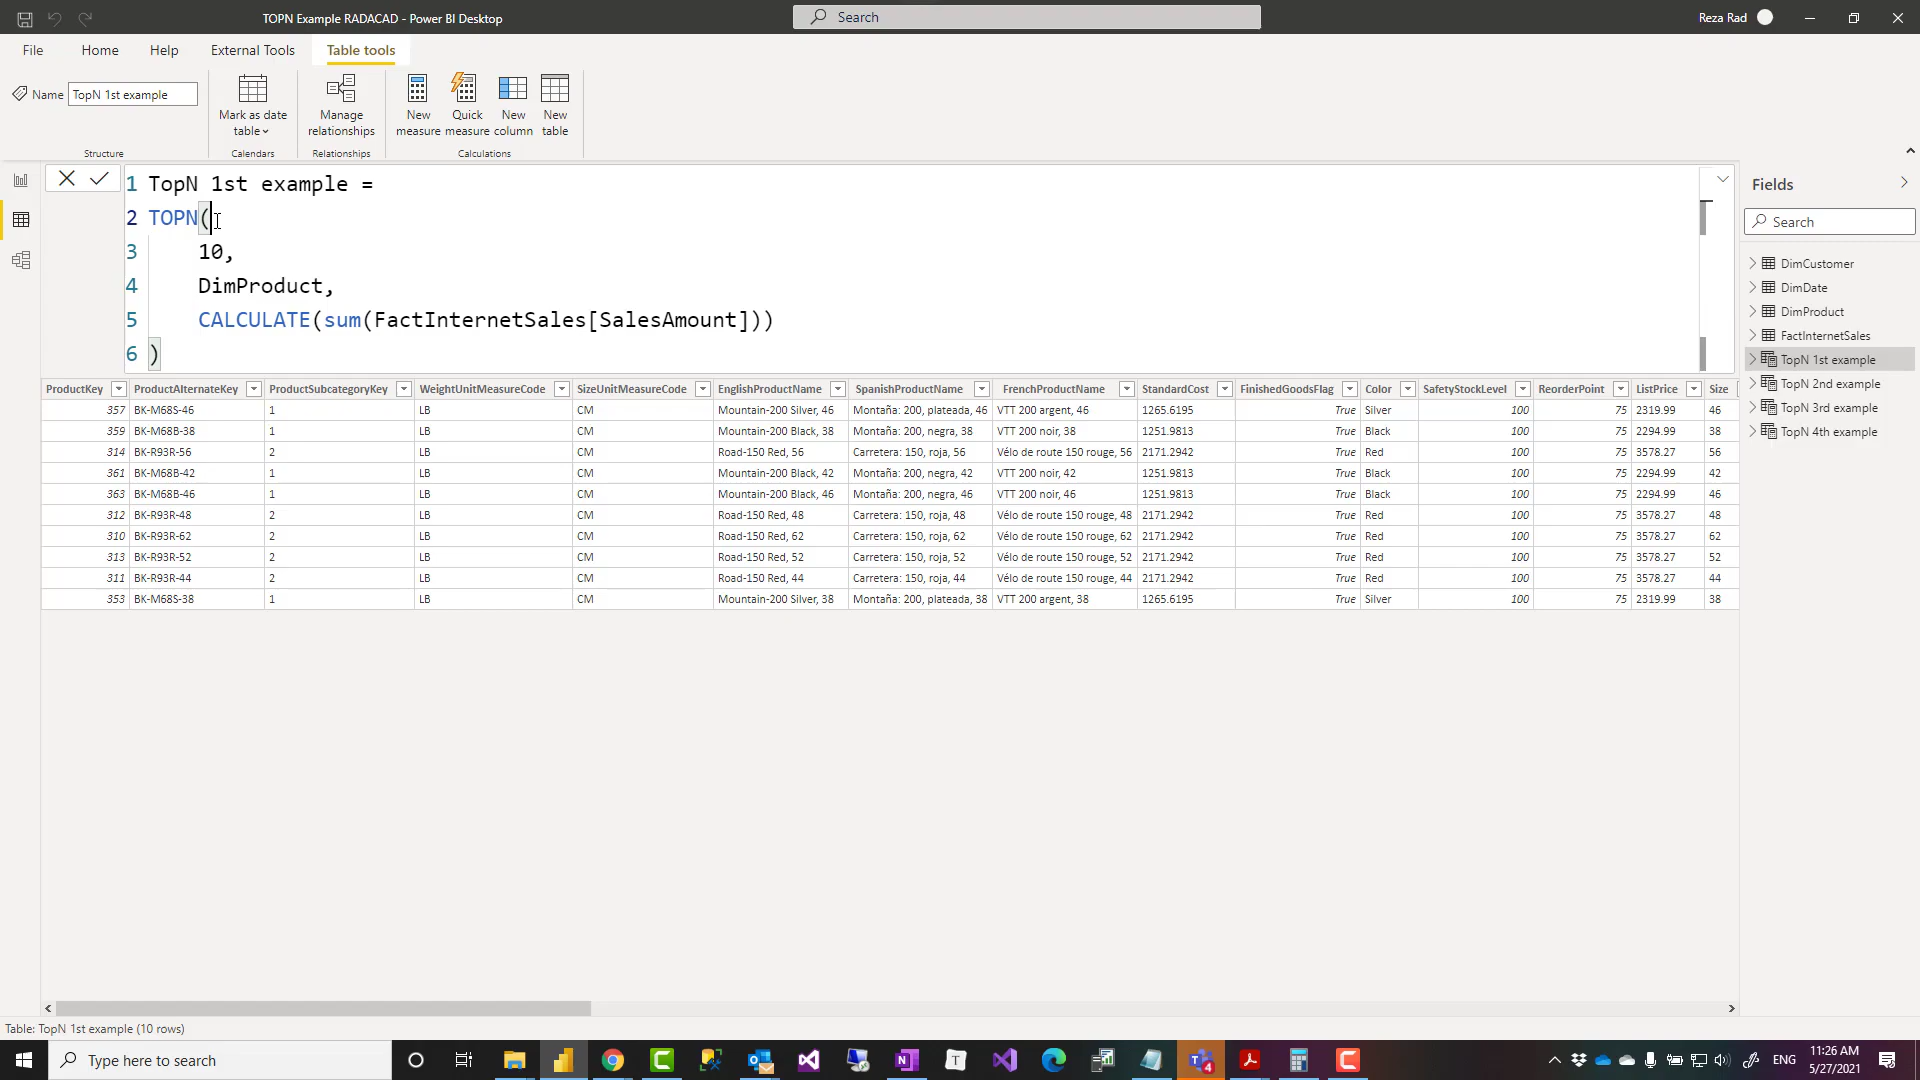 TOPN Example RADACAD - Power BI Desktop
Search
Reza Rad
File Home Help External Tools Table tools
Name TopN 1st example
Mark as date table
Manage relationships
New measure
Quick measure
New column
New table
Structure Calendars Relationships Calculations
1 TopN 1st example =
2 TOPN(
3 10,
4 DimProduct,
5 CALCULATE(sum(FactInternetSales[SalesAmount]))
6 )
ProductKey ProductAlternateKey ProductSubcategoryKey WeightUnitMeasureCode SizeUnitMeasureCode EnglishProductName SpanishProductName FrenchProductName StandardCost FinishedGoodsFlag Color SafetyStockLevel ReorderPoint ListPrice Size
357 BK-M68S-46 1 LB CM Mountain-200 Silver, 46 Montaña: 200, plateada, 46 VTT 200 argent, 46 1265.6195 True Silver 100 75 2319.99 46
359 BK-M68B-38 1 LB CM Mountain-200 Black, 38 Montaña: 200, negra, 38 VTT 200 noir, 38 1251.9813 True Black 100 75 2294.99 38
314 BK-R93R-56 2 LB CM Road-150 Red, 56 Carretera: 150, roja, 56 Vélo de route 150 rouge, 56 2171.2942 True Red 100 75 3578.27 56
361 BK-M68B-42 1 LB CM Mountain-200 Black, 42 Montaña: 200, negra, 42 VTT 200 noir, 42 1251.9813 True Black 100 75 2294.99 42
363 BK-M68B-46 1 LB CM Mountain-200 Black, 46 Montaña: 200, negra, 46 VTT 200 noir, 46 1251.9813 True Black 100 75 2294.99 46
312 BK-R93R-48 2 LB CM Road-150 Red, 48 Carretera: 150, roja, 48 Vélo de route 150 rouge, 48 2171.2942 True Red 100 75 3578.27 48
310 BK-R93R-62 2 LB CM Road-150 Red, 62 Carretera: 150, roja, 62 Vélo de route 150 rouge, 62 2171.2942 True Red 100 75 3578.27 62
313 BK-R93R-52 2 LB CM Road-150 Red, 52 Carretera: 150, roja, 52 Vélo de route 150 rouge, 52 2171.2942 True Red 100 75 3578.27 52
311 BK-R93R-44 2 LB CM Road-150 Red, 44 Carretera: 150, roja, 44 Vélo de route 150 rouge, 44 2171.2942 True Red 100 75 3578.27 44
353 BK-M68S-38 1 LB CM Mountain-200 Silver, 38 Montaña: 200, plateada, 38 VTT 200 argent, 38 1265.6195 True Silver 100 75 2319.99 38
Fields
Search
DimCustomer
DimDate
DimProduct
FactInternetSales
TopN 1st example
TopN 2nd example
TopN 3rd example
TopN 4th example
Table: TopN 1st example (10 rows)
Type here to search
4
ENG
11:26 AM
5/27/2021